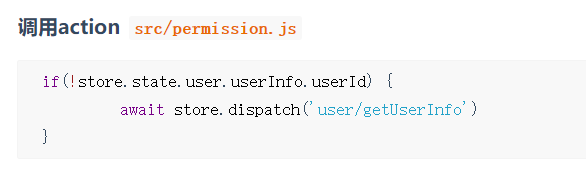 调用action src/permission.js
if(!store.state.user.userInfo.userId) {
await store.dispatch('user/getUserInfo')
}